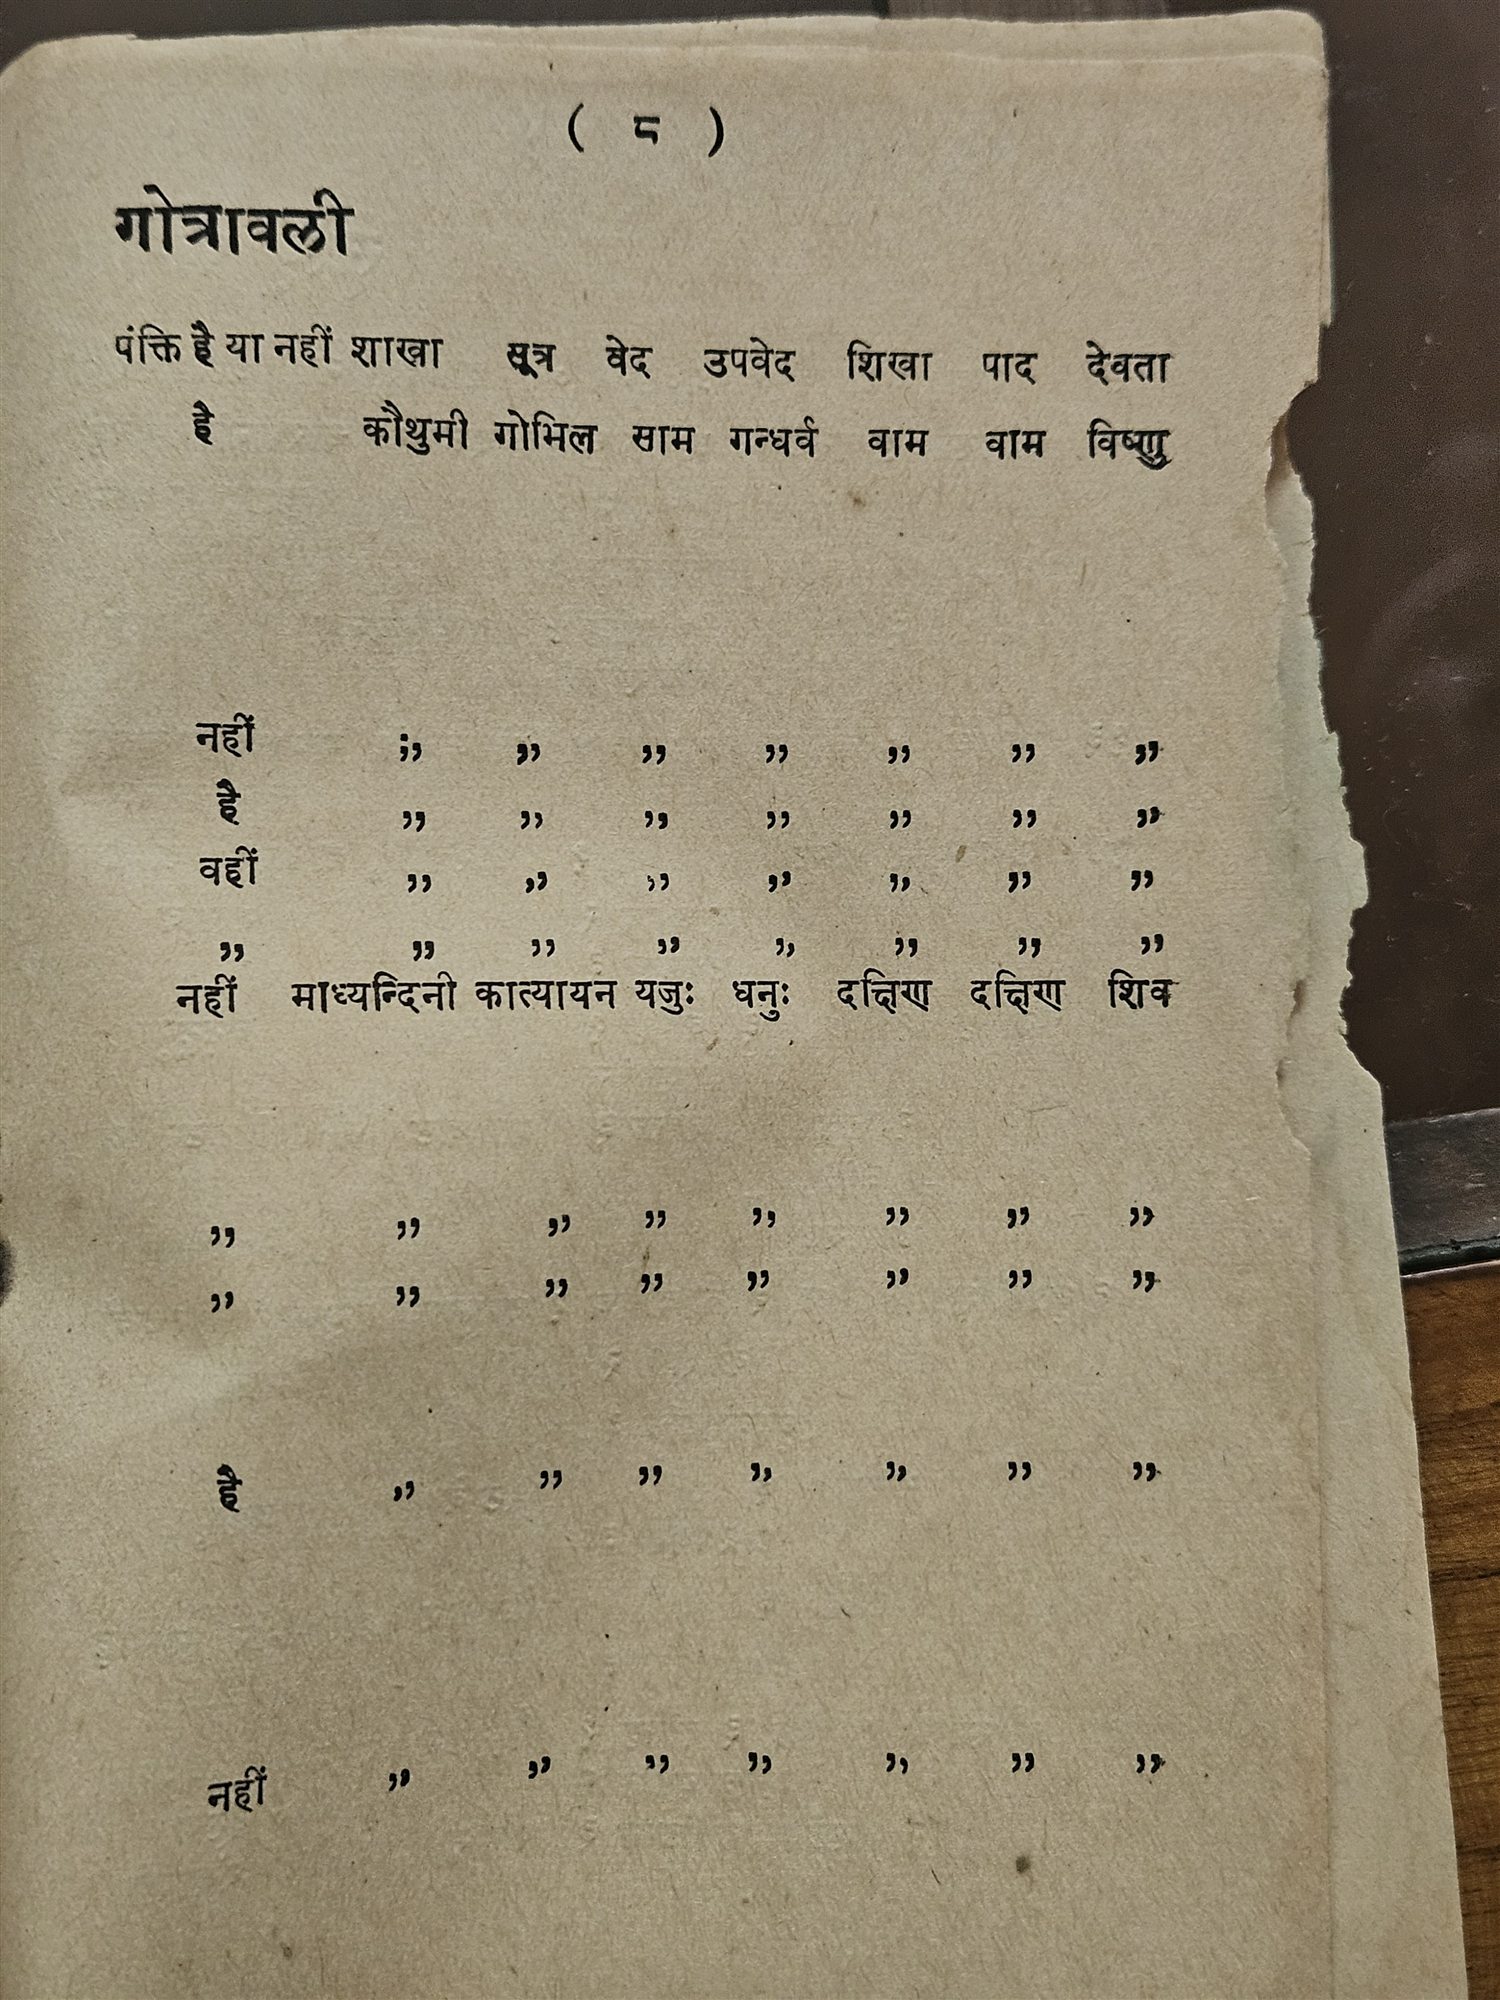 ( ८ )
गोत्रावली
पंक्ति है या नहीं शाखा सूत्र वेद उपवेद शिखा पाद देवता
है कौथुमी गोभिल साम गन्धर्व वाम वाम विष्णु
नहीं ;, ,, ,, ,, ,, ,, ,,
है ,, ,, ,, ,, ,, ,, ,,
वहीं ,, ,, ,, ,, ,, ,, ,,
,, ,, ,, ,, ,, ,, ,, ,,
नहीं माध्यन्दिनी कात्यायन यजुः धनुः दक्षिण दक्षिण शिव
,, ,, ,, ,, ,, ,, ,, ,,
,, ,, ,, ,, ,, ,, ,, ,,
है ,, ,, ,, ,, ,, ,, ,,
नहीं ,, ,, ,, ,, ,, ,, ,,